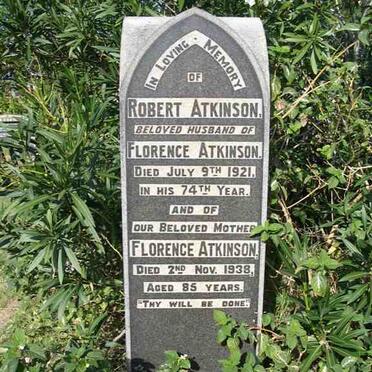 IN LOVING MEMORY
OF
ROBERT ATKINSON.
BELOVED HUSBAND OF
FLORENCE ATKINSON.
DIED JULY 9TH 1921.
IN HIS 74TH YEAR.
AND OF
OUR BELOVED MOTHER
FLORENCE ATKINSON.
DIED 2ND NOV. 1938,
AGED 85 YEARS.
"THY WILL BE DONE."